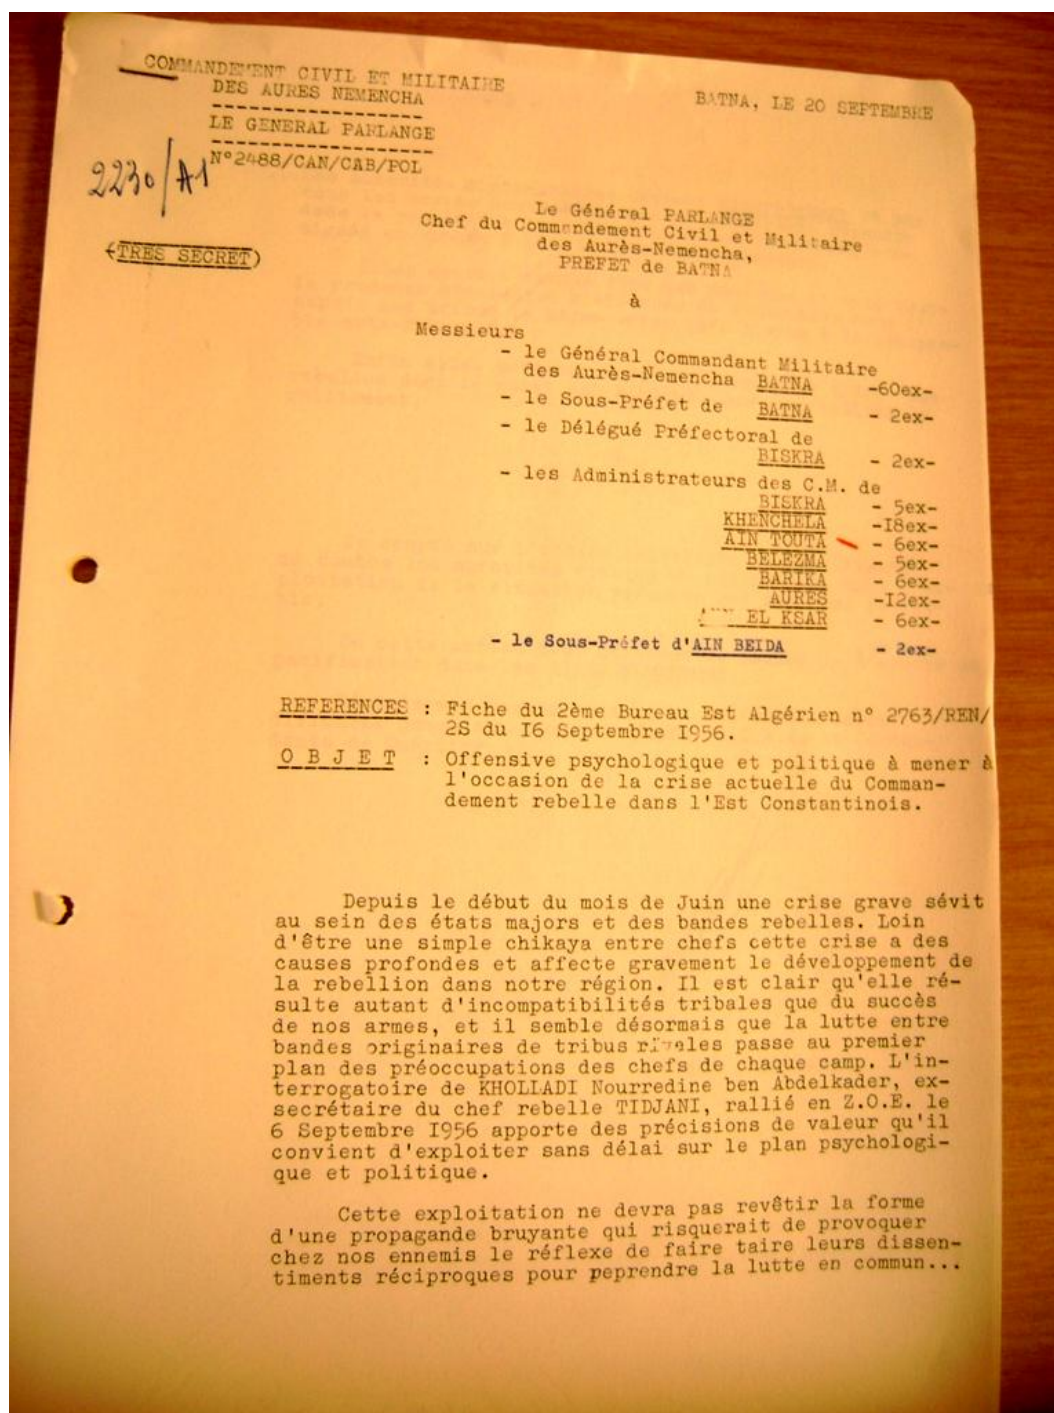 COMMANDEMENT CIVIL ET MILITAIRE
DES AURES NEMENCHA
-----------------
LE GENERAL PARLANGE
------------------
N°2488/CAN/CAB/POL
BATNA, LE 20 SEPTEMBRE
2230/A1
(TRES SECRET)
Le Général PARLANGE
Chef du Commandement Civil et Militaire
des Aurès-Nemencha,
PREFET de BATNA
à
Messieurs
- le Général Commandant Militaire
des Aurès-Nemencha BATNA -60ex-
- le Sous-Préfet de BATNA - 2ex-
- le Délégué Préfectoral de
BISKRA - 2ex-
- les Administrateurs des C.M. de
BISKRA - 5ex-
KHENCHELA -I8ex-
AIN TOUTA - 6ex-
BELEZMA - 5ex-
BARIKA - 6ex-
AURES -I2ex-
EL KSAR - 6ex-
- le Sous-Préfet d'AIN BEIDA - 2ex-
REFERENCES : Fiche du 2ème Bureau Est Algérien n° 2763/REN/
2S du I6 Septembre I956.
O B J E T : Offensive psychologique et politique à mener à
l'occasion de la crise actuelle du Comman-
dement rebelle dans l'Est Constantinois.
Depuis le début du mois de Juin une crise grave sévit
au sein des états majors et des bandes rebelles. Loin
d'être une simple chikaya entre chefs cette crise a des
causes profondes et affecte gravement le développement de
la rebellion dans notre région. Il est clair qu'elle ré-
sulte autant d'incompatibilités tribales que du succès
de nos armes, et il semble désormais que la lutte entre
bandes originaires de tribus rivales passe au premier
plan des préoccupations des chefs de chaque camp. L'in-
terrogatoire de KHOLLADI Nourredine ben Abdelkader, ex-
secrétaire du chef rebelle TIDJANI, rallié en Z.O.E. le
6 Septembre I956 apporte des précisions de valeur qu'il
convient d'exploiter sans délai sur le plan psychologi-
que et politique.
Cette exploitation ne devra pas revêtir la forme
d'une propagande bruyante qui risquerait de provoquer
chez nos ennemis le réflexe de faire taire leurs dissen-
timents réciproques pour peprendre la lutte en commun...